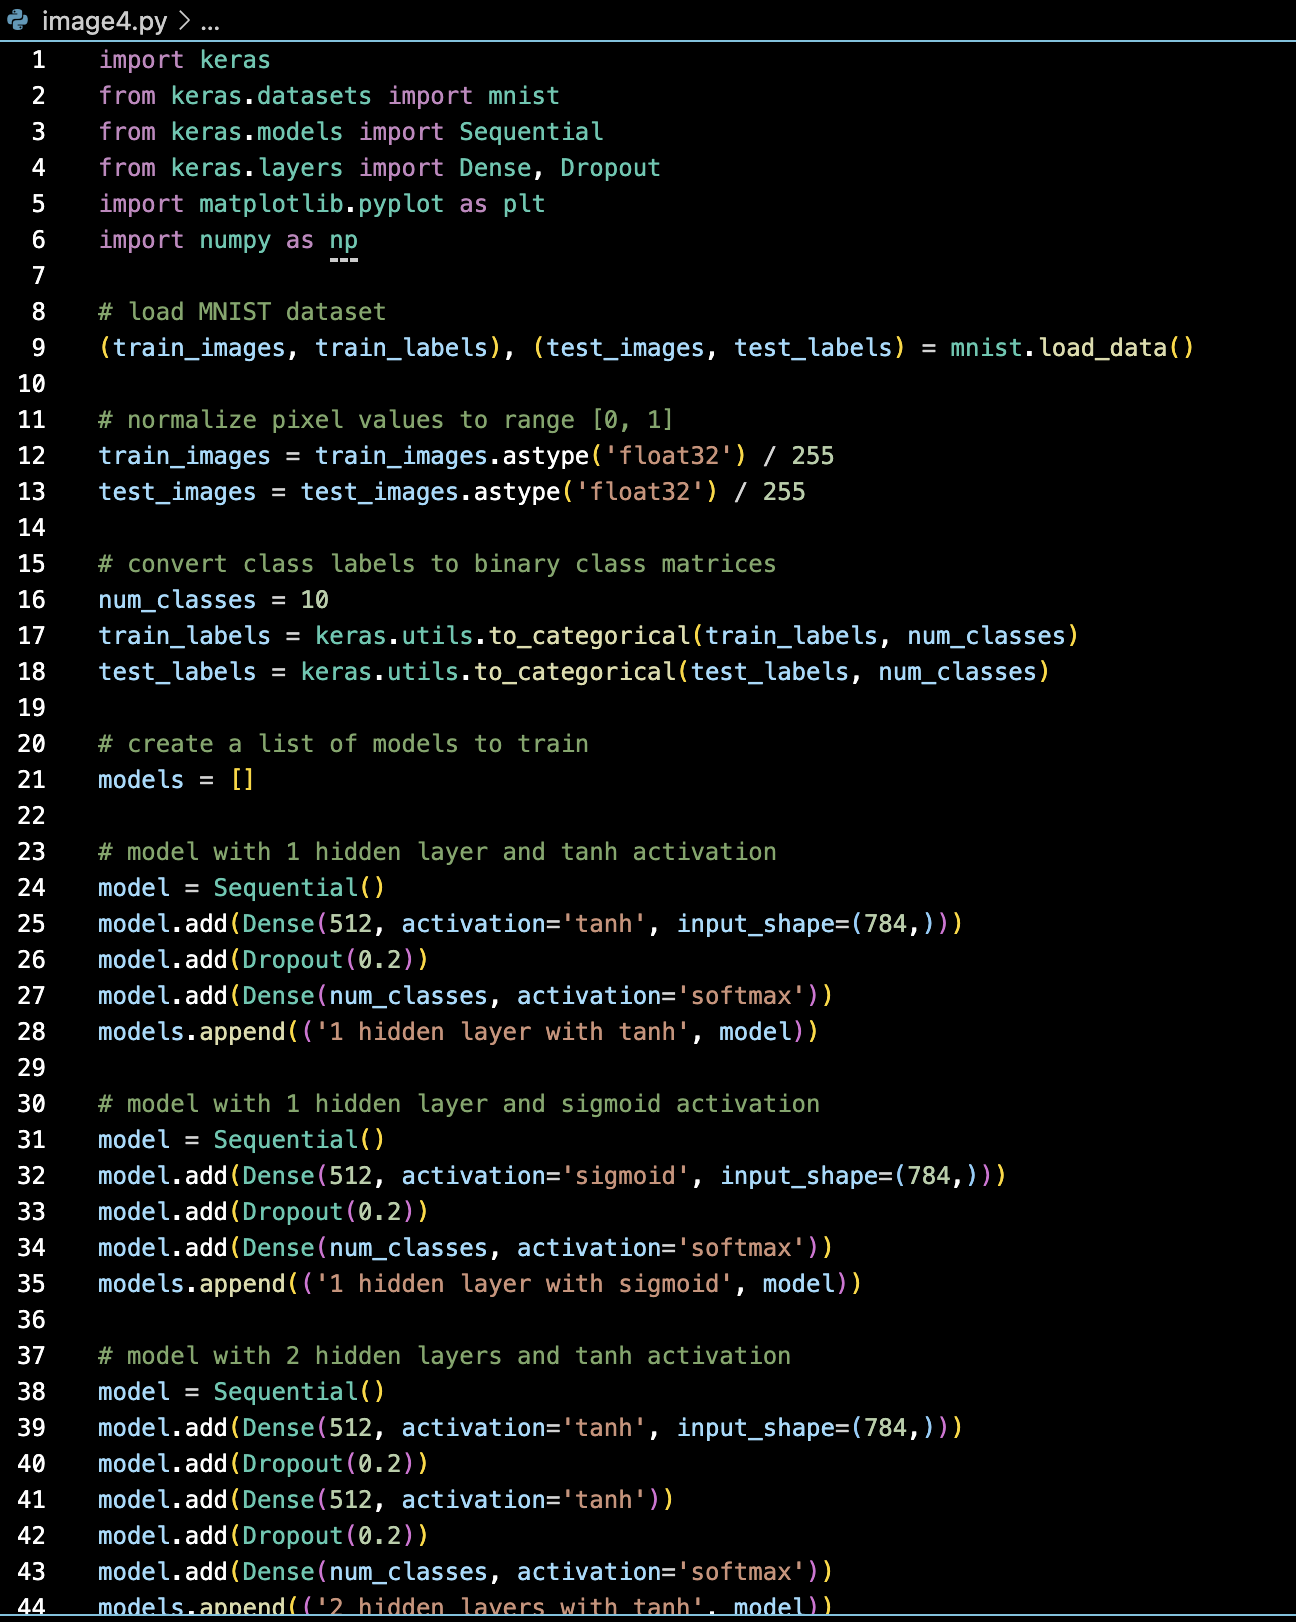 image4.py > ...
1 import keras
2 from keras.datasets import mnist
3 from keras.models import Sequential
4 from keras.layers import Dense, Dropout
5 import matplotlib.pyplot as plt
6 import numpy as np
7
8 # load MNIST dataset
9 (train_images, train_labels), (test_images, test_labels) = mnist.load_data()
10
11 # normalize pixel values to range [0, 1]
12 train_images = train_images.astype('float32') / 255
13 test_images = test_images.astype('float32') / 255
14
15 # convert class labels to binary class matrices
16 num_classes = 10
17 train_labels = keras.utils.to_categorical(train_labels, num_classes)
18 test_labels = keras.utils.to_categorical(test_labels, num_classes)
19
20 # create a list of models to train
21 models = []
22
23 # model with 1 hidden layer and tanh activation
24 model = Sequential()
25 model.add(Dense(512, activation='tanh', input_shape=(784,)))
26 model.add(Dropout(0.2))
27 model.add(Dense(num_classes, activation='softmax'))
28 models.append(('1 hidden layer with tanh', model))
29
30 # model with 1 hidden layer and sigmoid activation
31 model = Sequential()
32 model.add(Dense(512, activation='sigmoid', input_shape=(784,)))
33 model.add(Dropout(0.2))
34 model.add(Dense(num_classes, activation='softmax'))
35 models.append(('1 hidden layer with sigmoid', model))
36
37 # model with 2 hidden layers and tanh activation
38 model = Sequential()
39 model.add(Dense(512, activation='tanh', input_shape=(784,)))
40 model.add(Dropout(0.2))
41 model.add(Dense(512, activation='tanh'))
42 model.add(Dropout(0.2))
43 model.add(Dense(num_classes, activation='softmax'))
44 models.append(('2 hidden layers with tanh', model))